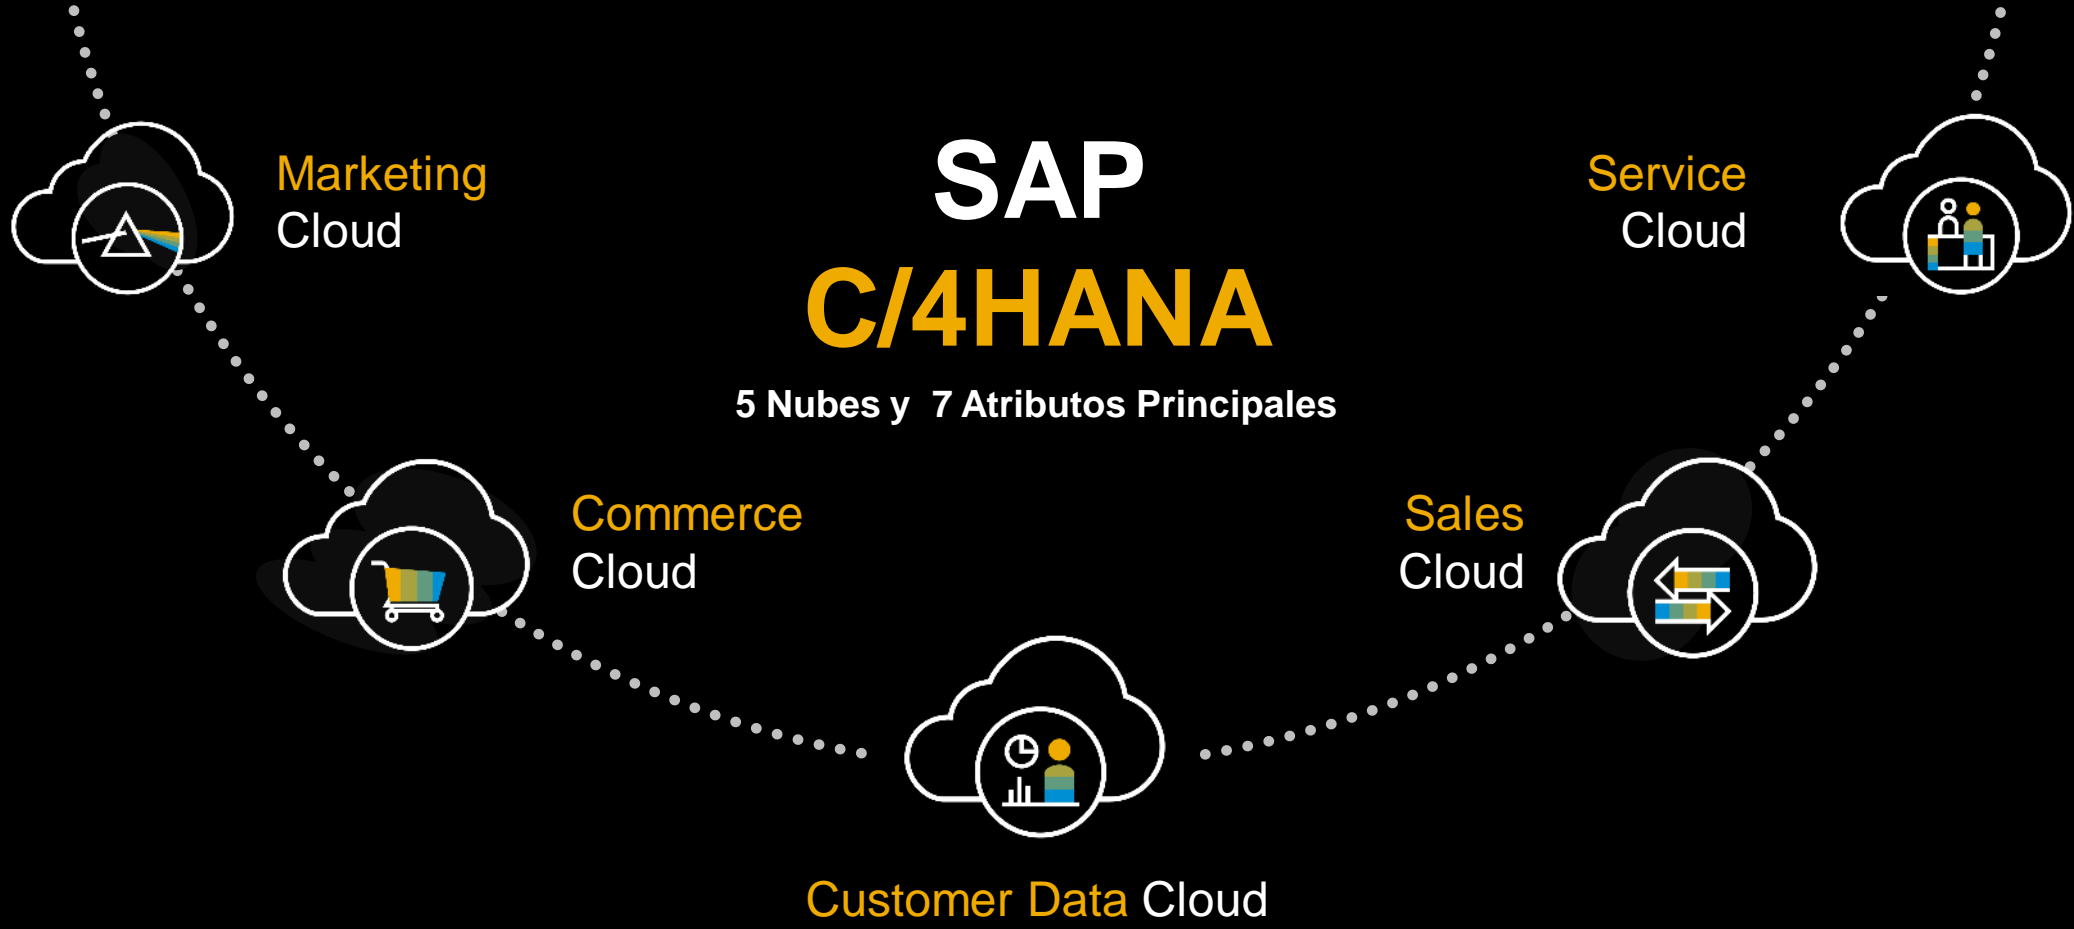 SAP
C/4HANA
5 Nubes y 7 Atributos Principales
Marketing
Cloud
Service
Cloud
Commerce
Cloud
Sales
Cloud
Customer Data Cloud